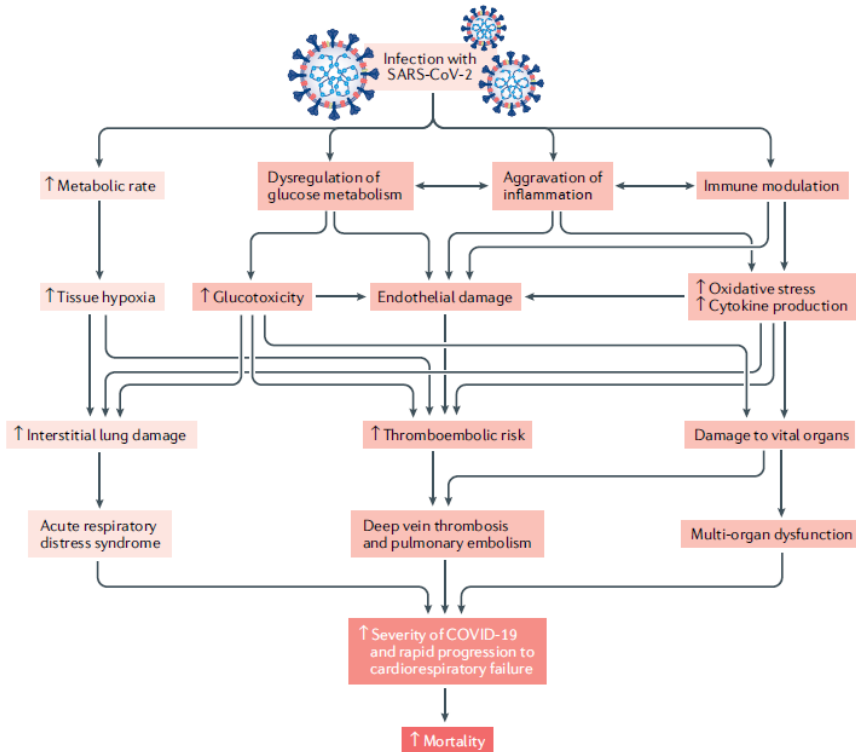 Infection with
SARS-CoV-2
↑ Metabolic rate
Dysregulation of
glucose metabolism
Aggravation of
inflammation
Immune modulation
↑ Tissue hypoxia
↑ Glucotoxicity
Endothelial damage
↑ Oxidative stress
↑ Cytokine production
↑ Interstitial lung damage
↑ Thromboembolic risk
Damage to vital organs
Acute respiratory
distress syndrome
Deep vein thrombosis
and pulmonary embolism
Multi-organ dysfunction
↑ Severity of COVID-19
and rapid progression to
cardiorespiratory failure
↑ Mortality